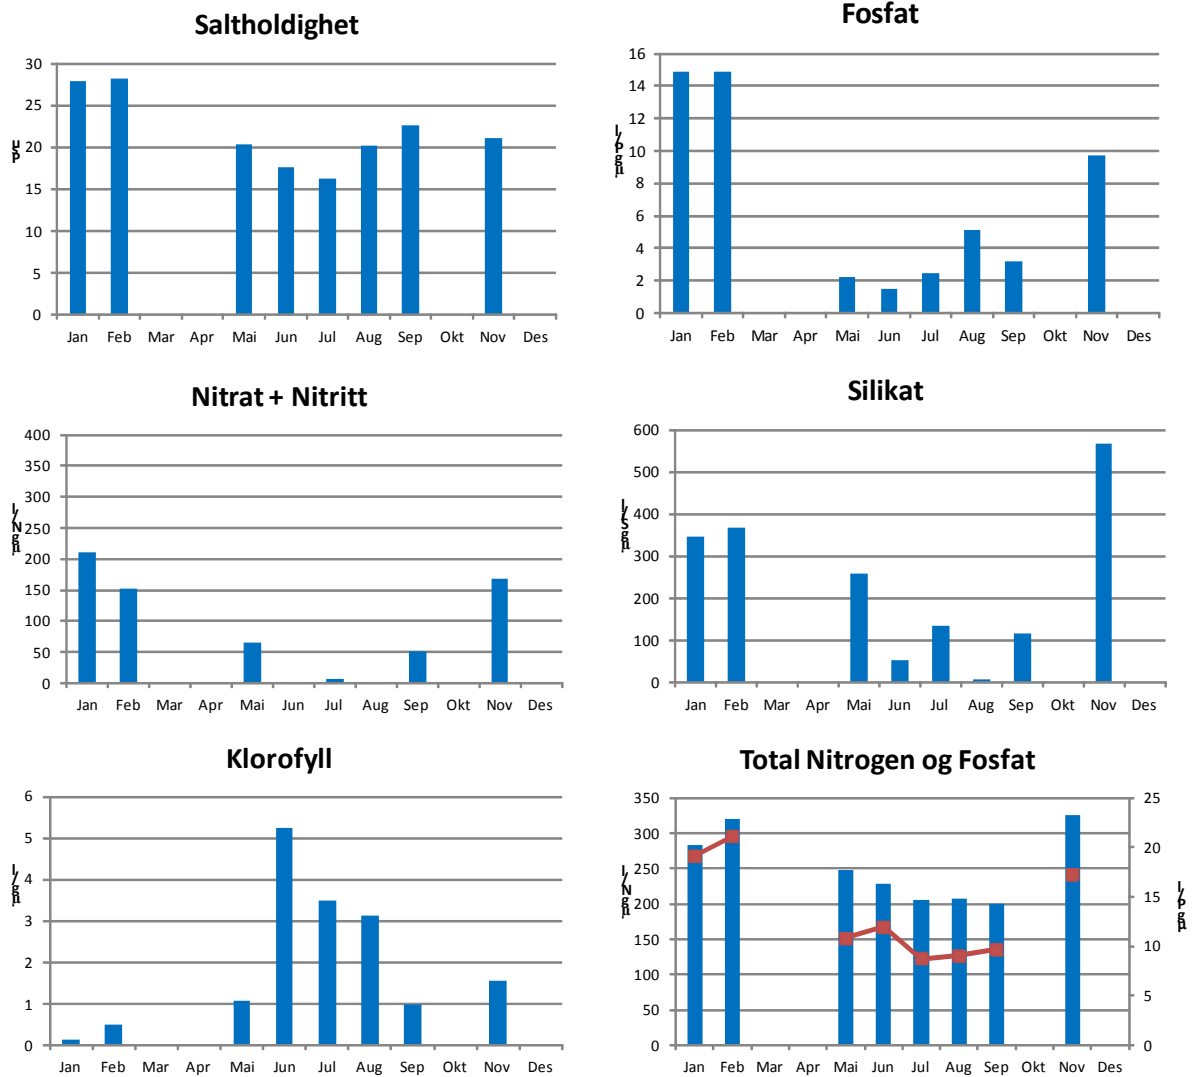 Saltholdighet
30
25
20
15
10
5
0
PSU
Jan Feb Mar Apr Mai Jun Jul Aug Sep Okt Nov Des
Fosfat
16
14
12
10
8
6
4
2
0
µgP/l
Jan Feb Mar Apr Mai Jun Jul Aug Sep Okt Nov Des
Nitrat + Nitritt
400
350
300
250
200
150
100
50
0
µgN/l
Jan Feb Mar Apr Mai Jun Jul Aug Sep Okt Nov Des
Silikat
600
500
400
300
200
100
0
µgSi/l
Jan Feb Mar Apr Mai Jun Jul Aug Sep Okt Nov Des
Klorofyll
6
5
4
3
2
1
0
µg/l
Jan Feb Mar Apr Mai Jun Jul Aug Sep Okt Nov Des
Total Nitrogen og Fosfat
350
300
250
200
150
100
50
0
µgN/l
25
20
15
10
5
0
µgP/l
Jan Feb Mar Apr Mai Jun Jul Aug Sep Okt Nov Des